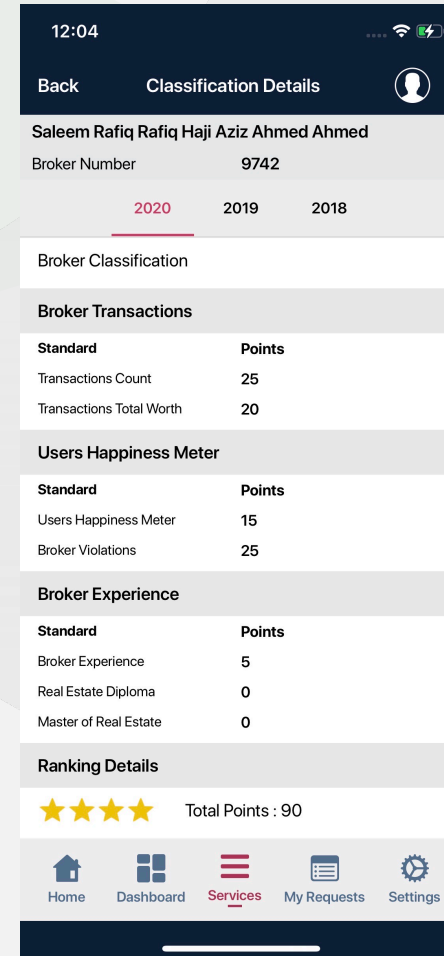 12:04
Back Classification Details
Saleem Rafiq Rafiq Haji Aziz Ahmed Ahmed
Broker Number 9742
2020 2019 2018
Broker Classification
Broker Transactions
Standard Points
Transactions Count 25
Transactions Total Worth 20
Users Happiness Meter
Standard Points
Users Happiness Meter 15
Broker Violations 25
Broker Experience
Standard Points
Broker Experience 5
Real Estate Diploma 0
Master of Real Estate 0
Ranking Details
Total Points : 90
Home Dashboard Services My Requests Settings